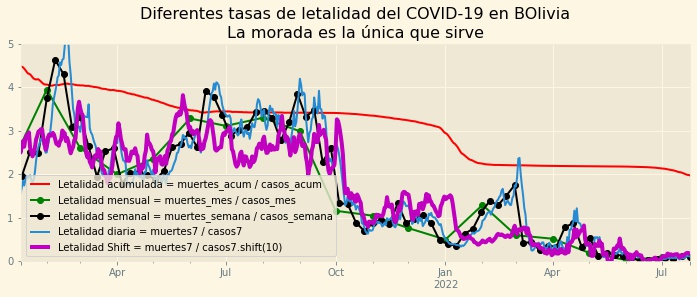 Diferentes tasas de letalidad del COVID-19 en BOlivia
La morada es la única que sirve
5
4
3
2
1
0
Letalidad acumulada = muertes_acum / casos_acum
Letalidad mensual = muertes_mes / casos_mes
Letalidad semanal = muertes_semana / casos_semana
Letalidad diaria = muertes7 / casos7
Letalidad Shift = muertes7 / casos7.shift(10)
Apr Jul Oct Jan Apr Jul
2022